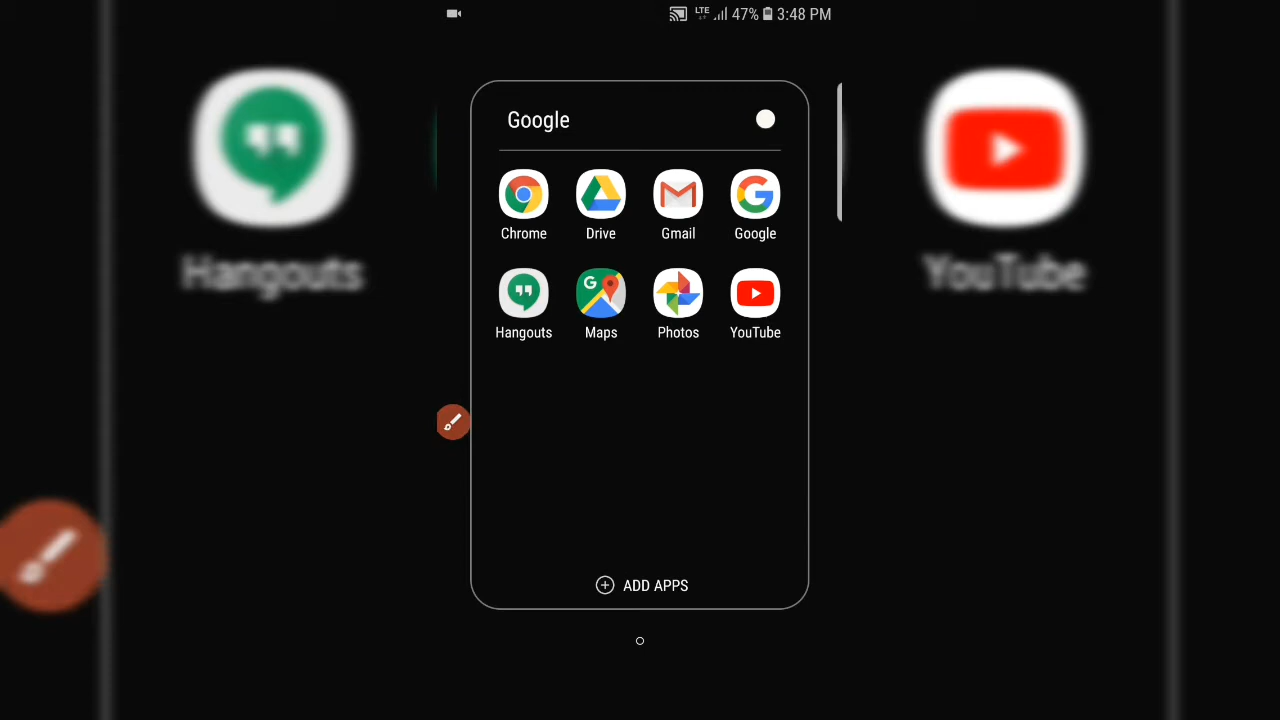 LTE 47% 3:48 PM
Google
Chrome Drive Gmail Google
Hangouts Maps Photos YouTube
ADD APPS
Hangouts
YouTube